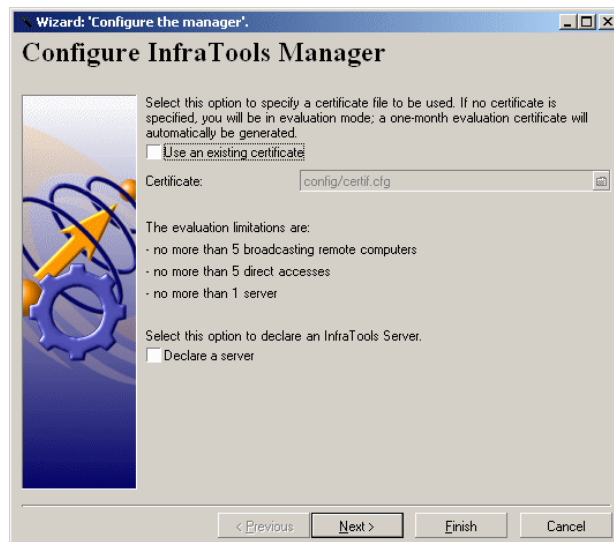 Wizard: 'Configure the manager'.
Configure InfraTools Manager
Select this option to specify a certificate file to be used. If no certificate is
specified, you will be in evaluation mode; a one-month evaluation certificate will
automatically be generated.
Use an existing certificate
Certificate: config/certif.cfg
The evaluation limitations are:
- no more than 5 broadcasting remote computers
- no more than 5 direct accesses
- no more than 1 server
Select this option to declare an InfraTools Server.
Declare a server
< Previous Next > Finish Cancel